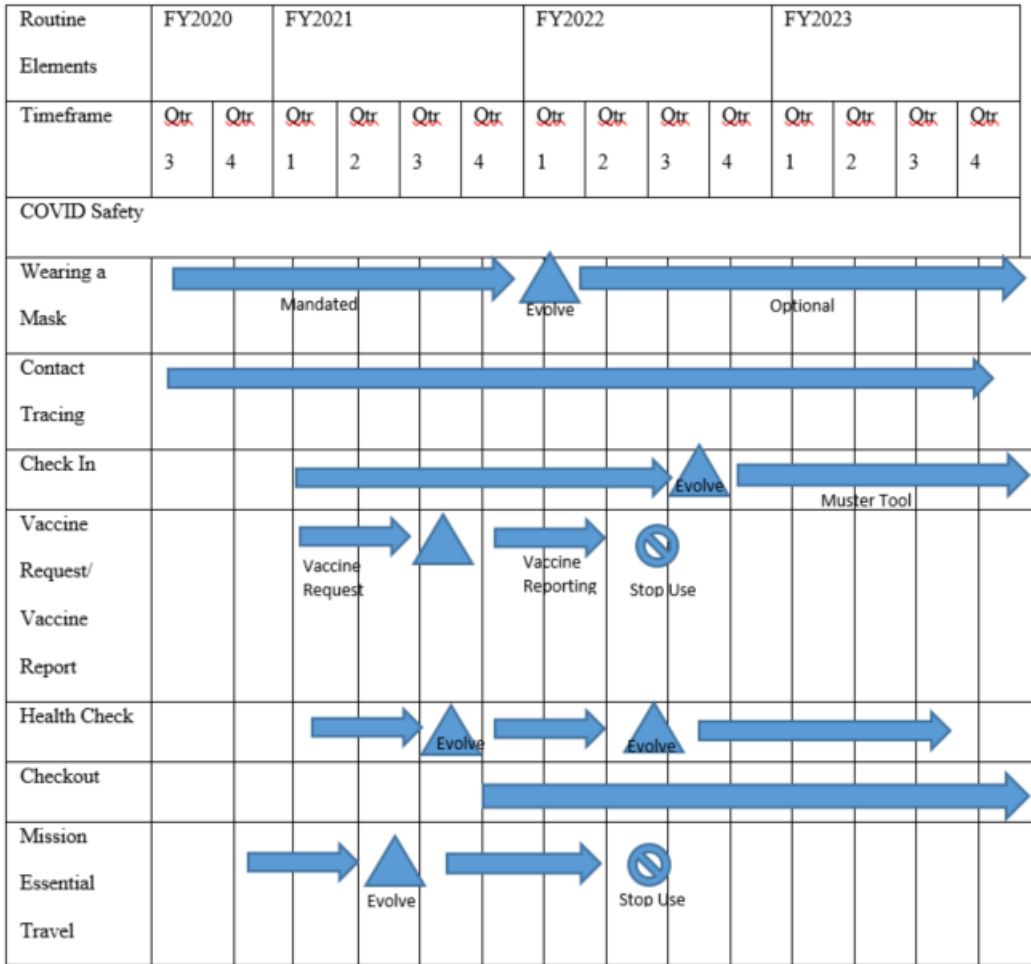 Routine
Elements
FY2020
FY2021
FY2022
FY2023
Timeframe
Qtr Qtr Qtr Qtr Qtr Qtr Qtr Qtr Qtr Qtr Qtr Qtr Qtr Qtr
3 4 1 2 3 4 1 2 3 4 1 2 3 4
COVID Safety
Wearing a
Mask
Mandated
Evolve
Optional
Contact
Tracing
Check In
Evolve
Muster Tool
Vaccine
Request/
Vaccine
Report
Vaccine
Request
Vaccine
Reporting
Stop Use
Health Check
Evolve
Evolve
Checkout
Mission
Essential
Travel
Evolve
Stop Use